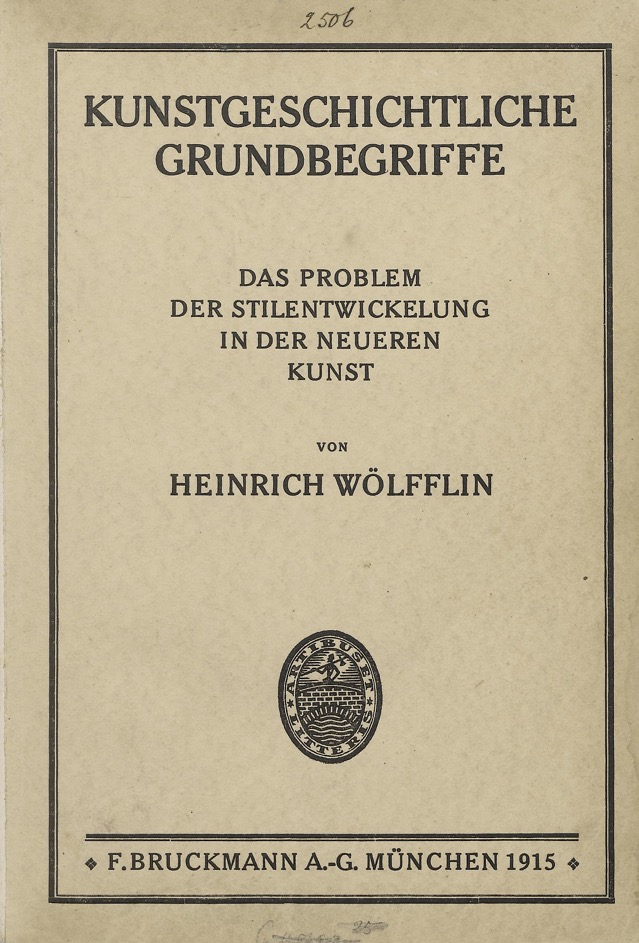 2506
KUNSTGESCHICHTLICHE
GRUNDBEGRIFFE
DAS PROBLEM
DER STILENTWICKELUNG
IN DER NEUEREN
KUNST
VON
HEINRICH WÖLFFLIN
ARTIBUS ET
LITTERIS
F. BRUCKMANN A.-G. MÜNCHEN 1915